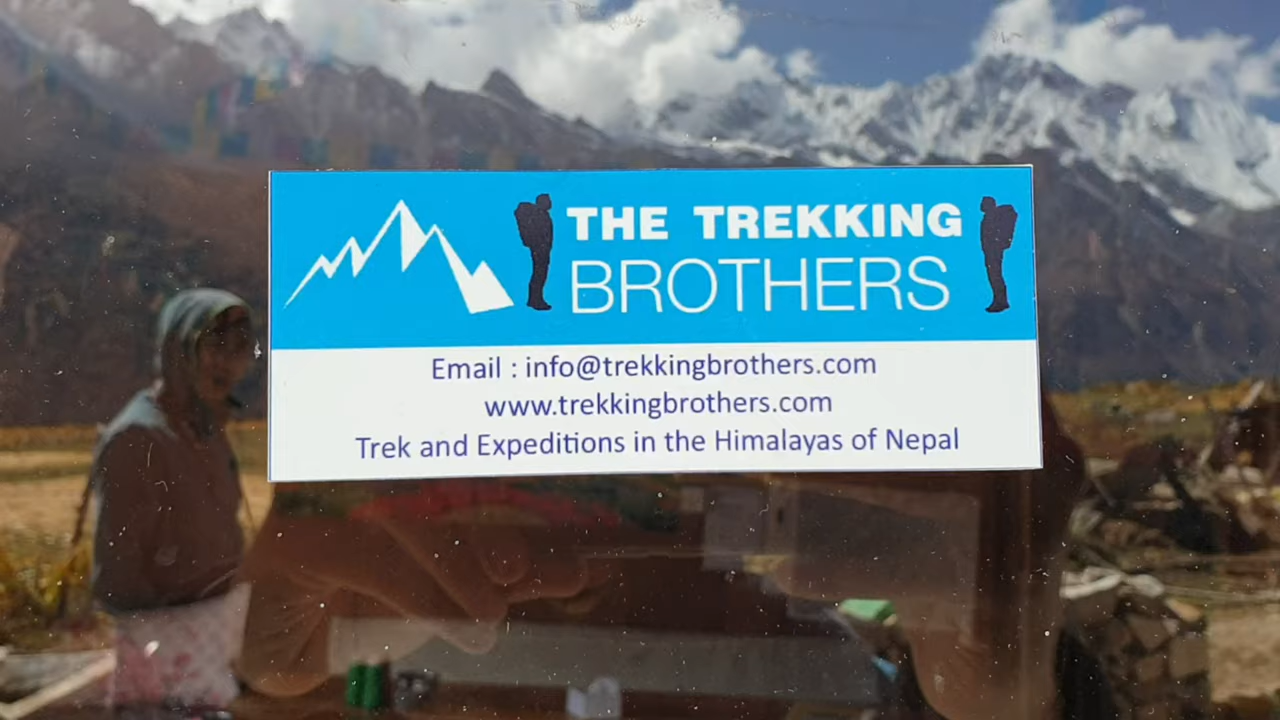 THE TREKKING
BROTHERS
Email : info@trekkingbrothers.com
www.trekkingbrothers.com
Trek and Expeditions in the Himalayas of Nepal